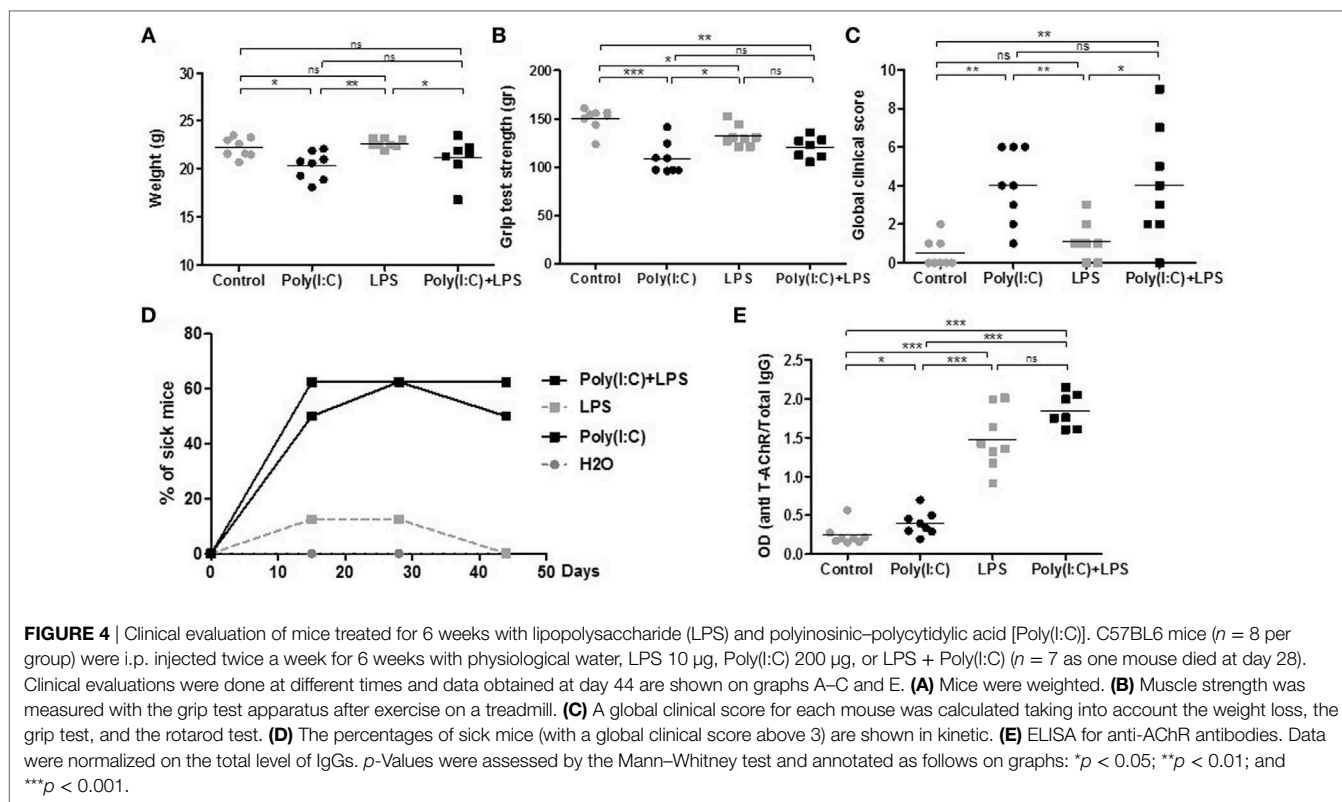 A
ns
ns
ns
* ** *
30
25
20
15
10
Weight (g)
Control Poly(I:C) LPS Poly(I:C)+LPS
B
**
ns
*
*** * ns
200
150
100
50
0
Grip test strength (gr)
Control Poly(I:C) LPS Poly(I:C)+LPS
C
**
ns
ns
** ** *
10
8
6
4
2
0
Global clinical score
Control Poly(I:C) LPS Poly(I:C)+LPS
D
80
60
40
20
0
% of sick mice
0 10 20 30 40 50 Days
Poly(I:C)+LPS
LPS
Poly(I:C)
H2O
E
***
***
***
* *** ns
2.5
2.0
1.5
1.0
0.5
0.0
OD (anti T-AChR/Total IgG)
Control Poly(I:C) LPS Poly(I:C)+LPS
FIGURE 4 | Clinical evaluation of mice treated for 6 weeks with lipopolysaccharide (LPS) and polyinosinic–polycytidylic acid [Poly(I:C)]. C57BL6 mice (n = 8 per
group) were i.p. injected twice a week for 6 weeks with physiological water, LPS 10 µg, Poly(I:C) 200 µg, or LPS + Poly(I:C) (n = 7 as one mouse died at day 28).
Clinical evaluations were done at different times and data obtained at day 44 are shown on graphs A–C and E. (A) Mice were weighted. (B) Muscle strength was
measured with the grip test apparatus after exercise on a treadmill. (C) A global clinical score for each mouse was calculated taking into account the weight loss, the
grip test, and the rotarod test. (D) The percentages of sick mice (with a global clinical score above 3) are shown in kinetic. (E) ELISA for anti-AChR antibodies. Data
were normalized on the total level of IgGs. p-Values were assessed by the Mann–Whitney test and annotated as follows on graphs: *p < 0.05; **p < 0.01; and
***p < 0.001.